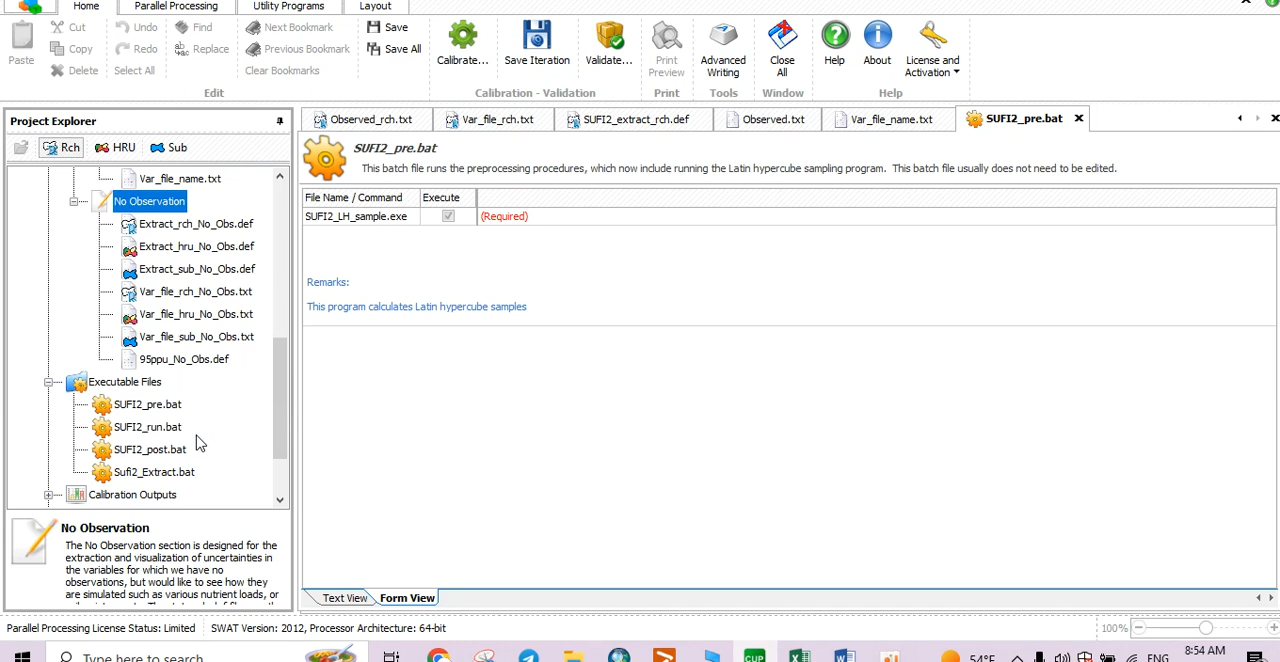 Home Parallel Processing Utility Programs Layout
Paste Cut Copy Delete Undo Redo Select All Find Replace Next Bookmark Previous Bookmark Clear Bookmarks Save Save All
Edit
Calibrate... Save Iteration Validate...
Calibration - Validation
Print Preview
Print
Advanced Writing
Tools
Close All
Window
Help About License and Activation
Help
Project Explorer
Rch HRU Sub
Var_file_name.txt
No Observation
Extract_rch_No_Obs.def
Extract_hru_No_Obs.def
Extract_sub_No_Obs.def
Var_file_rch_No_Obs.txt
Var_file_hru_No_Obs.txt
Var_file_sub_No_Obs.txt
95ppu_No_Obs.def
Executable Files
SUFI2_pre.bat
SUFI2_run.bat
SUFI2_post.bat
Sufi2_Extract.bat
Calibration Outputs
No Observation
The No Observation section is designed for the
extraction and visualization of uncertainties in
the variables for which we have no
observations, but would like to see how they
are simulated such as various nutrient loads, or
Observed_rch.txt Var_file_rch.txt SUFI2_extract_rch.def Observed.txt Var_file_name.txt SUFI2_pre.bat
SUFI2_pre.bat
This batch file runs the preprocessing procedures, which now include running the Latin hypercube sampling program. This batch file usually does not need to be edited.
File Name / Command Execute
SUFI2_LH_sample.exe (Required)
Remarks:
This program calculates Latin hypercube samples
Text View Form View
Parallel Processing License Status: Limited SWAT Version: 2012, Processor Architecture: 64-bit 100%
Type here to search CUP 54°F ENG 8:54 AM